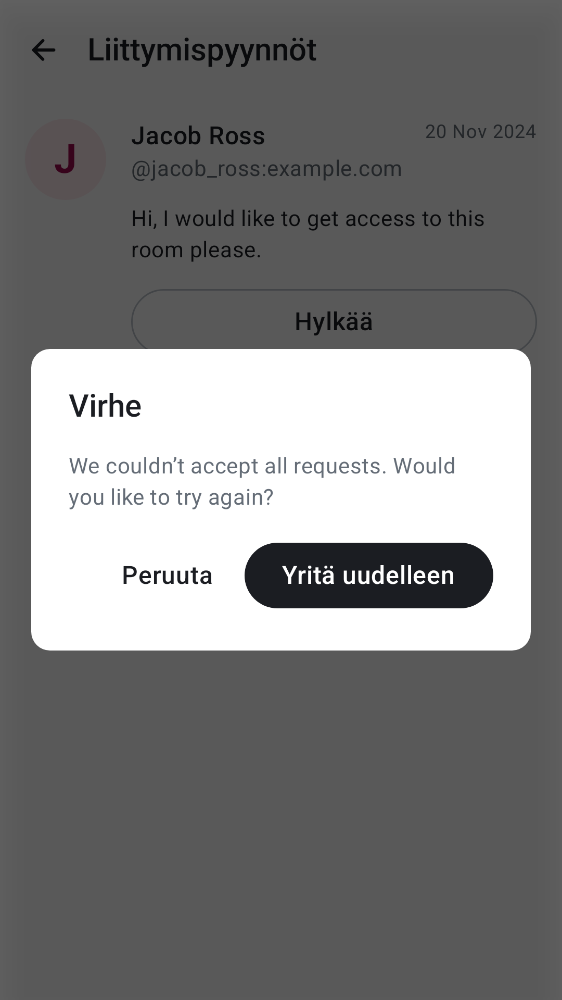 Liittymispyynnöt
J
Jacob Ross
20 Nov 2024
@jacob_ross:example.com
Hi, I would like to get access to this
room please.
Hylkää
Virhe
We couldn’t accept all requests. Would
you like to try again?
Peruuta
Yritä uudelleen